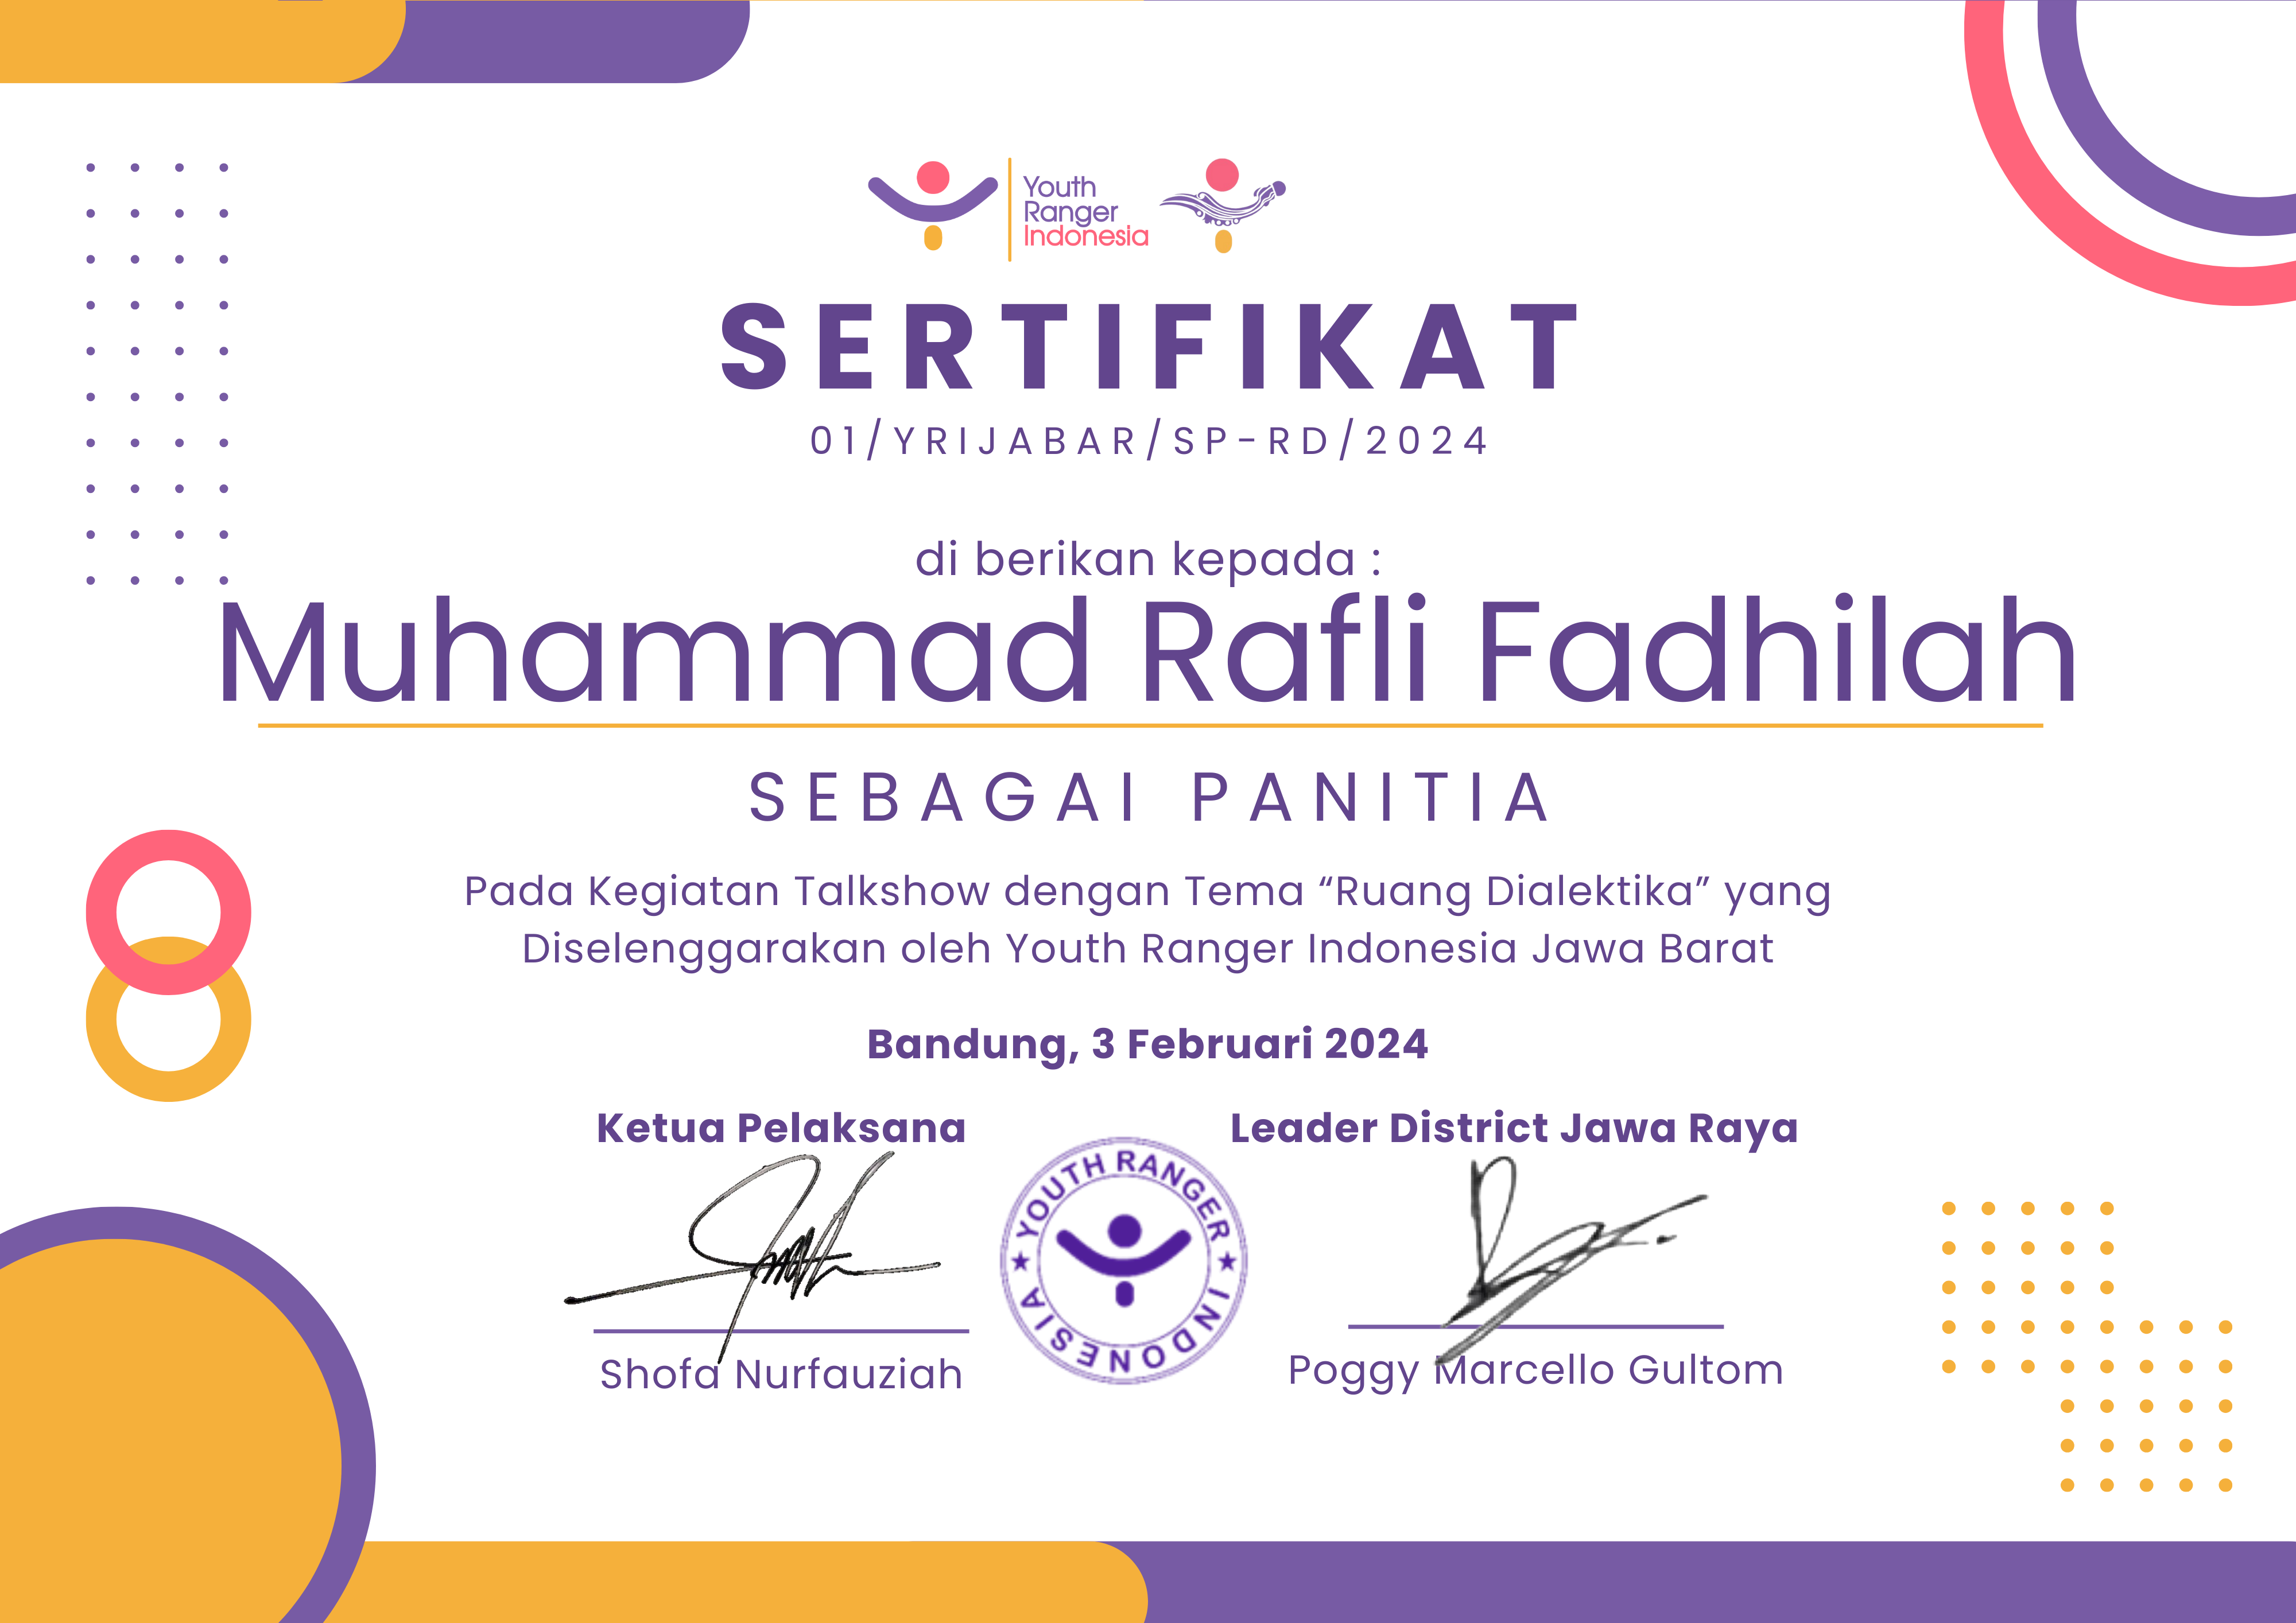 Youth
Ranger
Indonesia
SERTIFIKAT
01/YRIJABAR/SP-RD/2024
di berikan kepada :
Muhammad Rafli Fadhilah
SEBAGAI PANITIA
Pada Kegiatan Talkshow dengan Tema “Ruang Dialektika” yang
Diselenggarakan oleh Youth Ranger Indonesia Jawa Barat
Bandung, 3 Februari 2024
Ketua Pelaksana
Leader District Jawa Raya
YOUTH RANGER
INDONESIA
Shofa Nurfauziah
Poggy Marcello Gultom